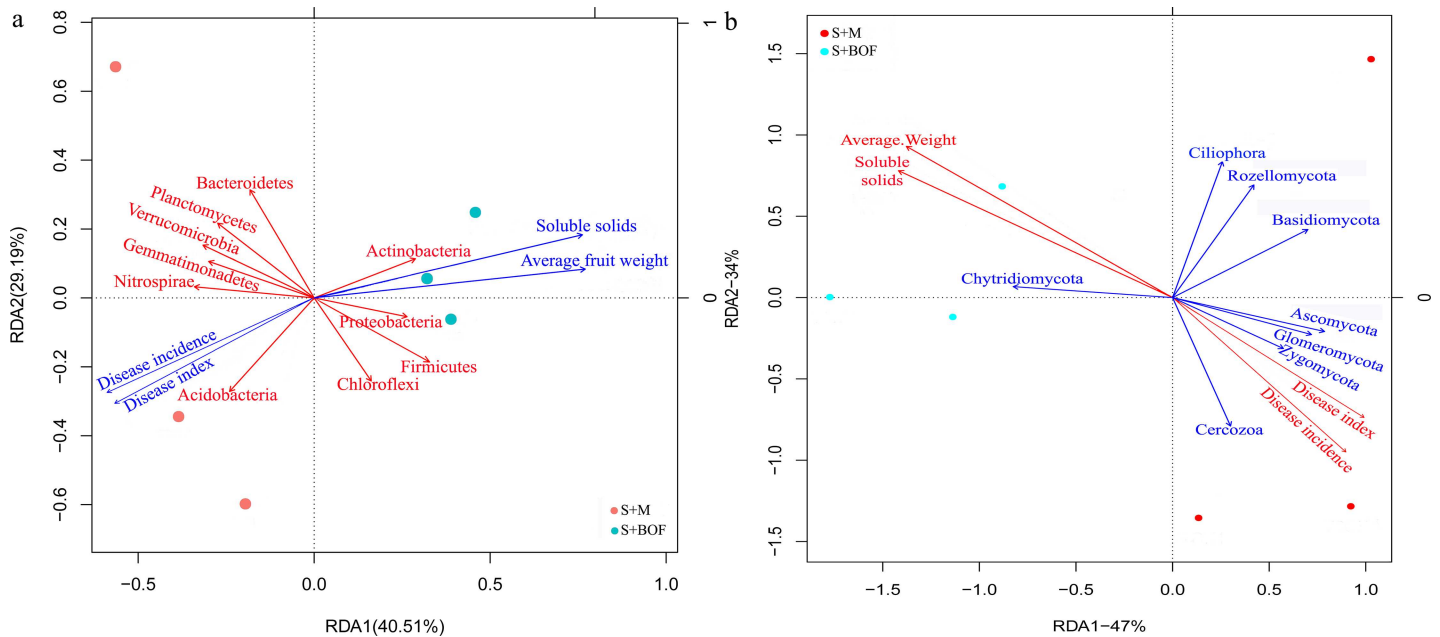 a
0.8
0.6
0.4
0.2
0.0
−0.2
−0.4
−0.6
RDA2(29.19%)
−0.5
0.0
0.5
1.0
RDA1(40.51%)
1
0
Bacteroidetes
Planctomycetes
Verrucomicrobia
Gemmatimonadetes
Nitrospirae
Actinobacteria
Soluble solids
Average fruit weight
Proteobacteria
Firmicutes
Chloroflexi
Acidobacteria
Disease incidence
Disease index
S+M
S+BOF
b
S+M
S+BOF
1.5
1.0
0.5
0.0
−0.5
−1.0
−1.5
RDA2−34%
−1.5
−1.0
−0.5
0.0
0.5
1.0
RDA1−47%
0
Average.Weight
Soluble
solids
Chytridiomycota
Ciliophora
Rozellomycota
Basidiomycota
Ascomycota
Glomeromycota
Zygomycota
Disease index
Disease incidence
Cercozoa